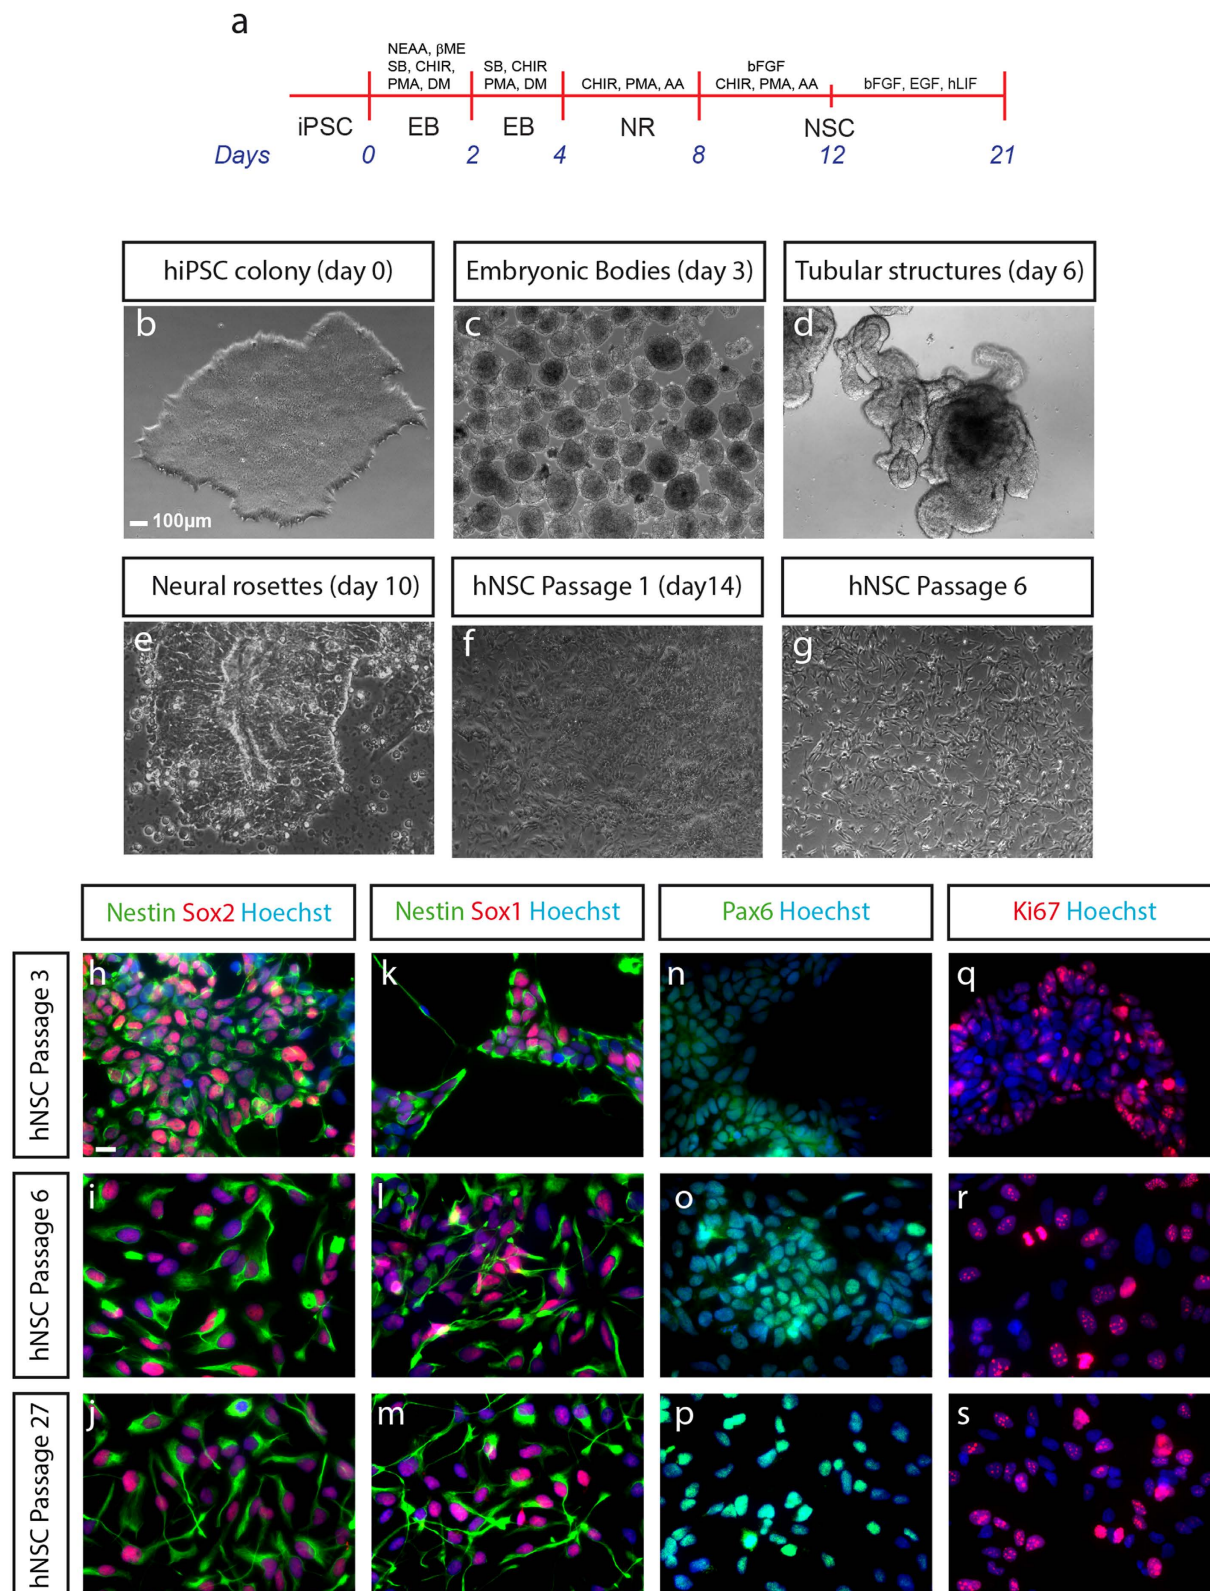 a
NEAA, βME
SB, CHIR,
PMA, DM
SB, CHIR
PMA, DM
CHIR, PMA, AA
bFGF
CHIR, PMA, AA
bFGF, EGF, hLIF
iPSC
EB
EB
NR
NSC
Days 0 2 4 8 12 21
hiPSC colony (day 0)
Embryonic Bodies (day 3)
Tubular structures (day 6)
b
100µm
c
d
Neural rosettes (day 10)
hNSC Passage 1 (day14)
hNSC Passage 6
e
f
g
Nestin Sox2 Hoechst
Nestin Sox1 Hoechst
Pax6 Hoechst
Ki67 Hoechst
hNSC Passage 3
h
k
n
q
hNSC Passage 6
i
l
o
r
hNSC Passage 27
j
m
p
s